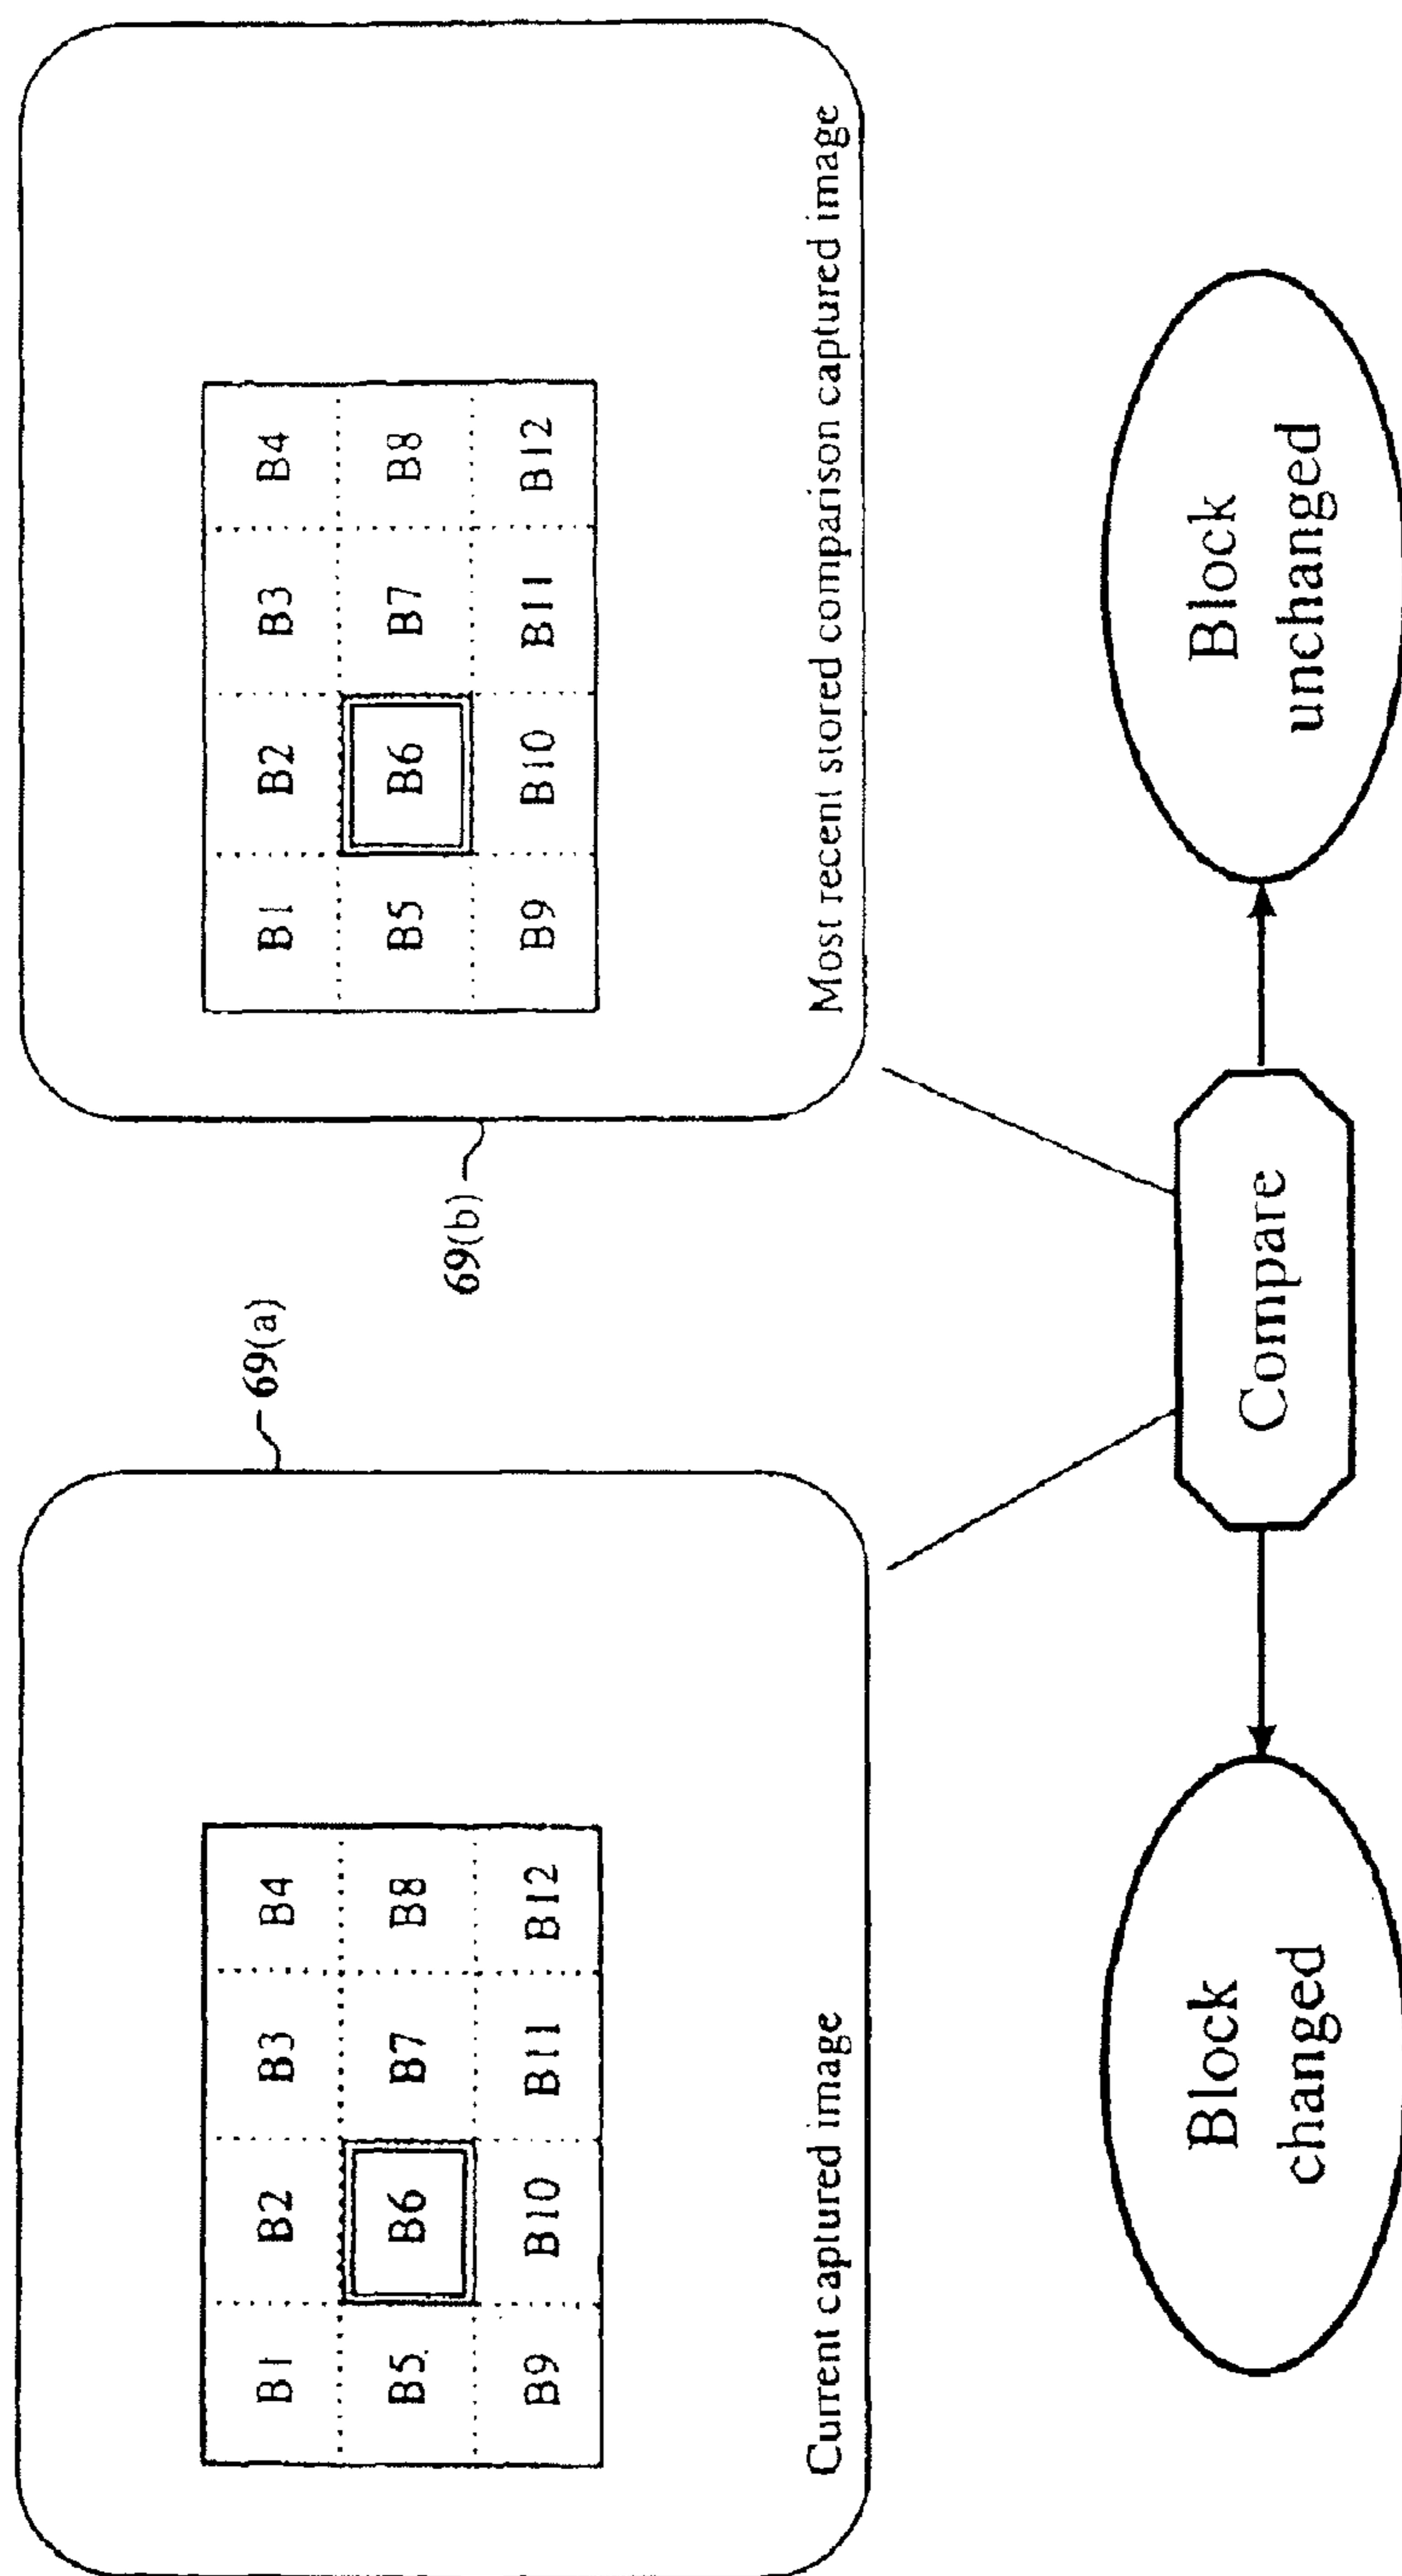 69(a)
B1 B2 B3 B4
B5 B6 B7 B8
B9 B10 B11 B12
Current captured image
69(b)
B1 B2 B3 B4
B5 B6 B7 B8
B9 B10 B11 B12
Most recent stored comparison captured image
Compare
Block
changed
Block
unchanged